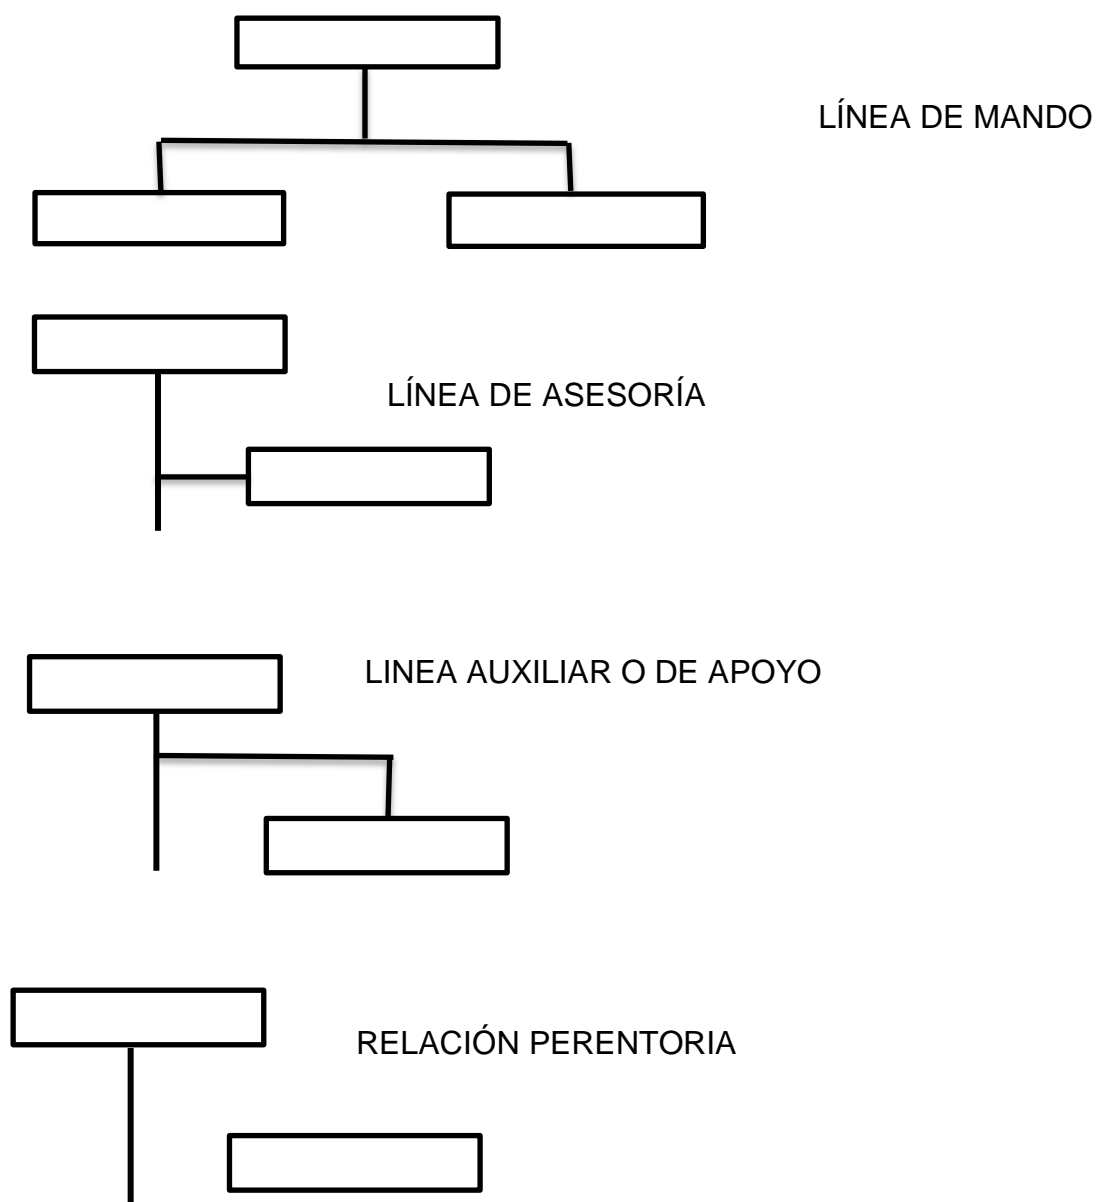 LÍNEA DE MANDO
LÍNEA DE ASESORÍA
LINEA AUXILIAR O DE APOYO
RELACIÓN PERENTORIA